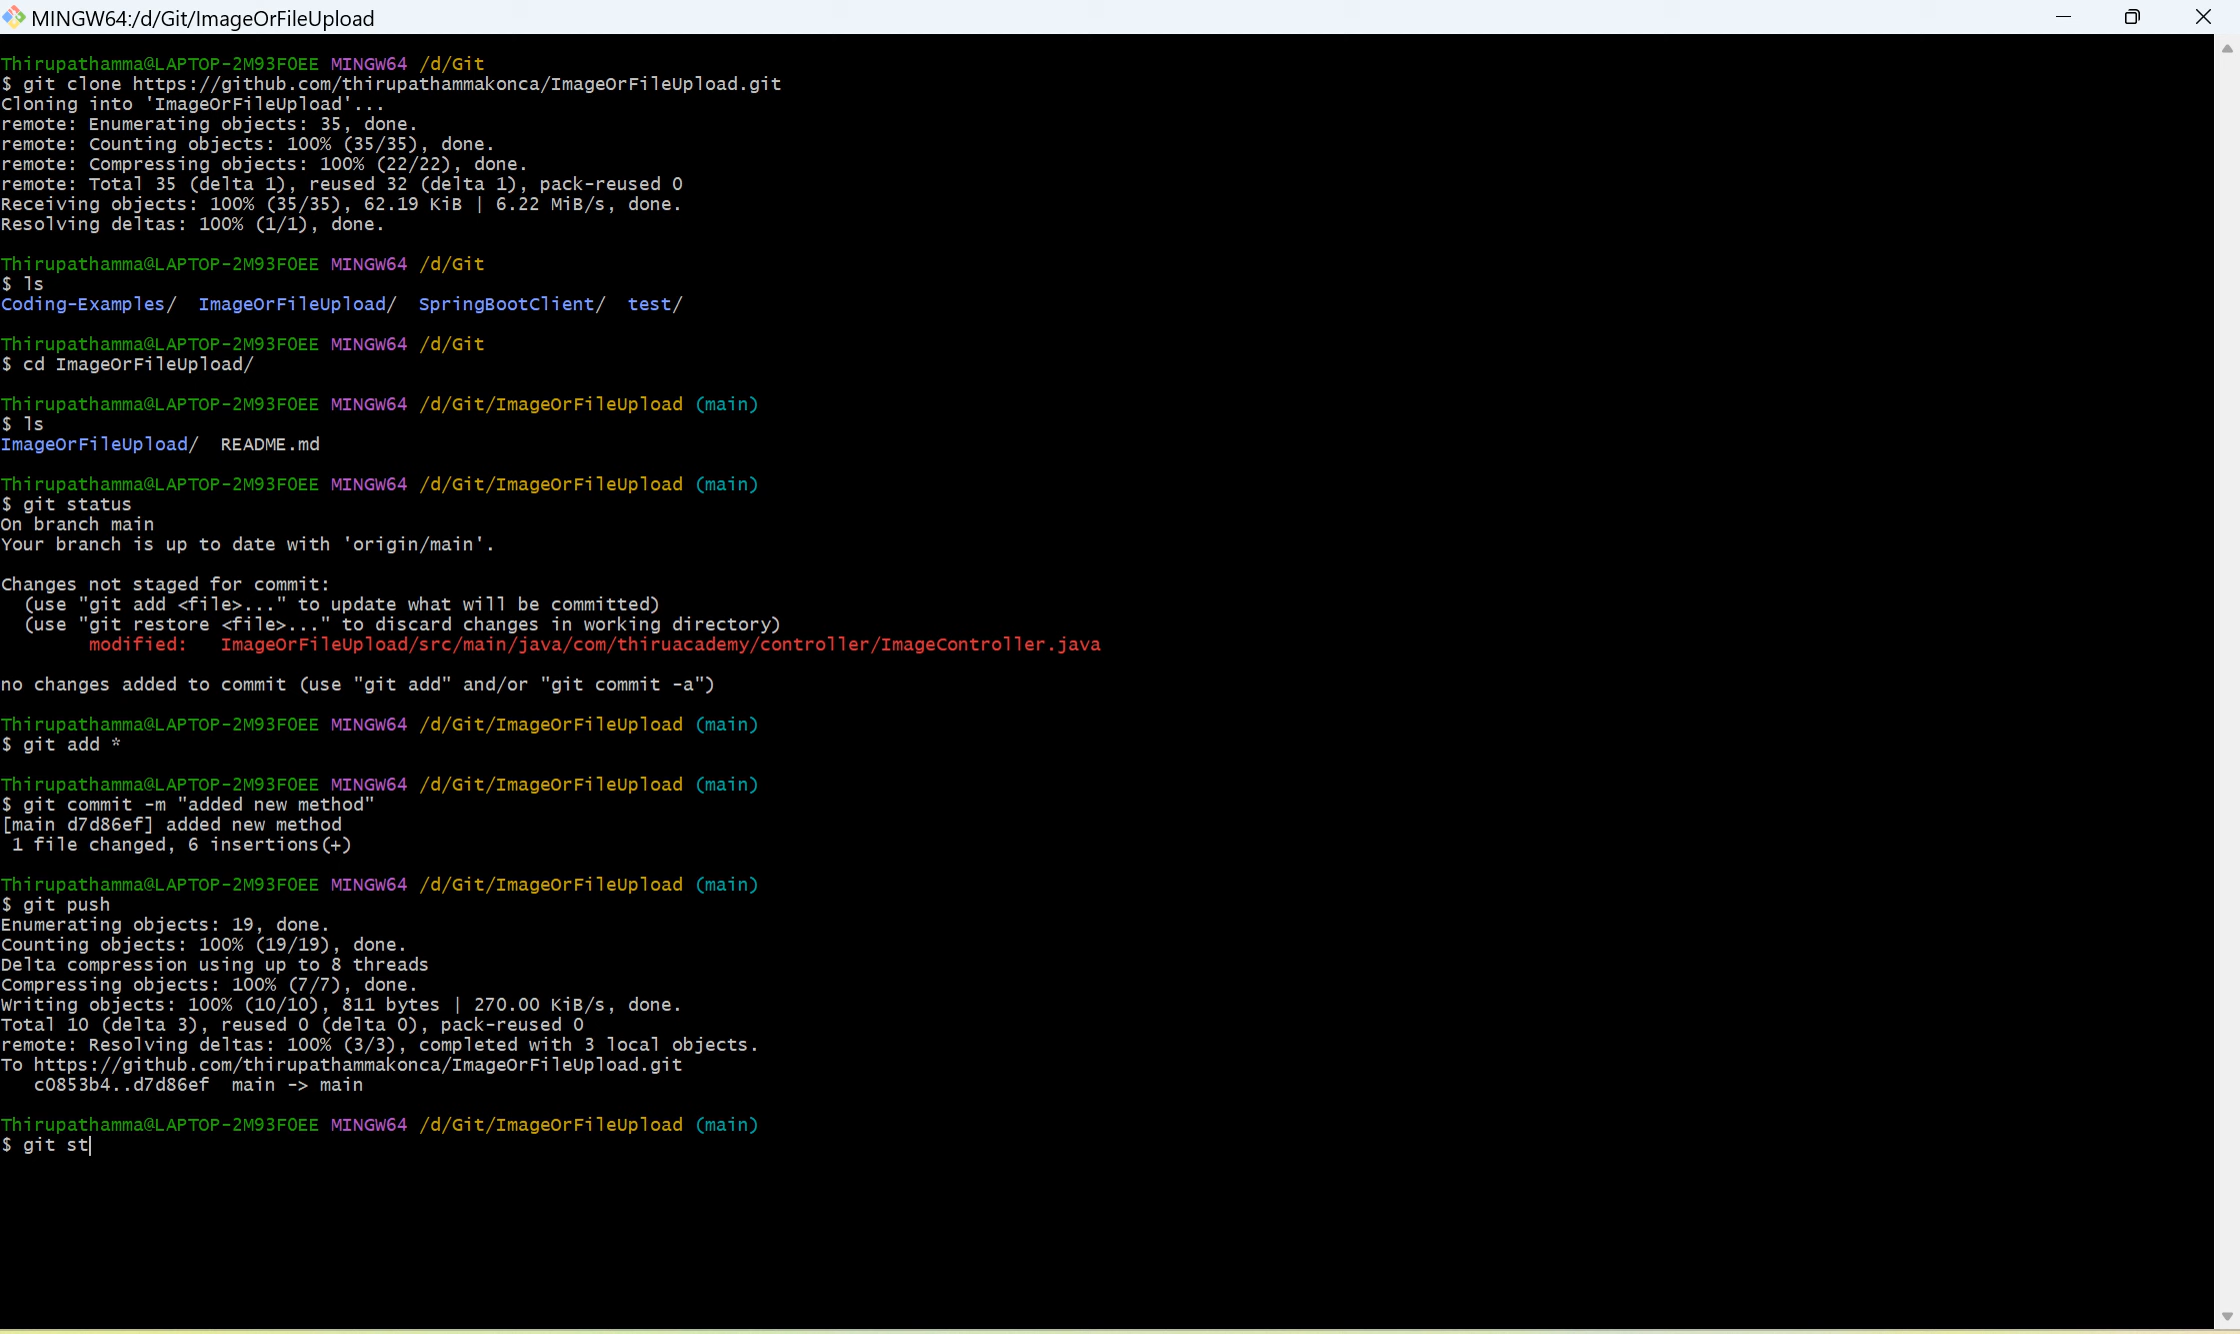 MINGW64:/d/Git/ImageOrFileUpload
Thirupathamma@LAPTOP-2M93F0EE MINGW64 /d/Git
$ git clone https://github.com/thirupathammakonca/ImageOrFileUpload.git
Cloning into 'ImageOrFileUpload'...
remote: Enumerating objects: 35, done.
remote: Counting objects: 100% (35/35), done.
remote: Compressing objects: 100% (22/22), done.
remote: Total 35 (delta 1), reused 32 (delta 1), pack-reused 0
Receiving objects: 100% (35/35), 62.19 KiB | 6.22 MiB/s, done.
Resolving deltas: 100% (1/1), done.
Thirupathamma@LAPTOP-2M93F0EE MINGW64 /d/Git
$ ls
Coding-Examples/  ImageOrFileUpload/  SpringBootClient/  test/
Thirupathamma@LAPTOP-2M93F0EE MINGW64 /d/Git
$ cd ImageOrFileUpload/
Thirupathamma@LAPTOP-2M93F0EE MINGW64 /d/Git/ImageOrFileUpload (main)
$ ls
ImageOrFileUpload/  README.md
Thirupathamma@LAPTOP-2M93F0EE MINGW64 /d/Git/ImageOrFileUpload (main)
$ git status
On branch main
Your branch is up to date with 'origin/main'.
Changes not staged for commit:
  (use "git add <file>..." to update what will be committed)
  (use "git restore <file>..." to discard changes in working directory)
        modified:   ImageOrFileUpload/src/main/java/com/thiruacademy/controller/ImageController.java
no changes added to commit (use "git add" and/or "git commit -a")
Thirupathamma@LAPTOP-2M93F0EE MINGW64 /d/Git/ImageOrFileUpload (main)
$ git add *
Thirupathamma@LAPTOP-2M93F0EE MINGW64 /d/Git/ImageOrFileUpload (main)
$ git commit -m "added new method"
[main d7d86ef] added new method
 1 file changed, 6 insertions(+)
Thirupathamma@LAPTOP-2M93F0EE MINGW64 /d/Git/ImageOrFileUpload (main)
$ git push
Enumerating objects: 19, done.
Counting objects: 100% (19/19), done.
Delta compression using up to 8 threads
Compressing objects: 100% (7/7), done.
Writing objects: 100% (10/10), 811 bytes | 270.00 KiB/s, done.
Total 10 (delta 3), reused 0 (delta 0), pack-reused 0
remote: Resolving deltas: 100% (3/3), completed with 3 local objects.
To https://github.com/thirupathammakonca/ImageOrFileUpload.git
   c0853b4..d7d86ef  main -> main
Thirupathamma@LAPTOP-2M93F0EE MINGW64 /d/Git/ImageOrFileUpload (main)
$ git st